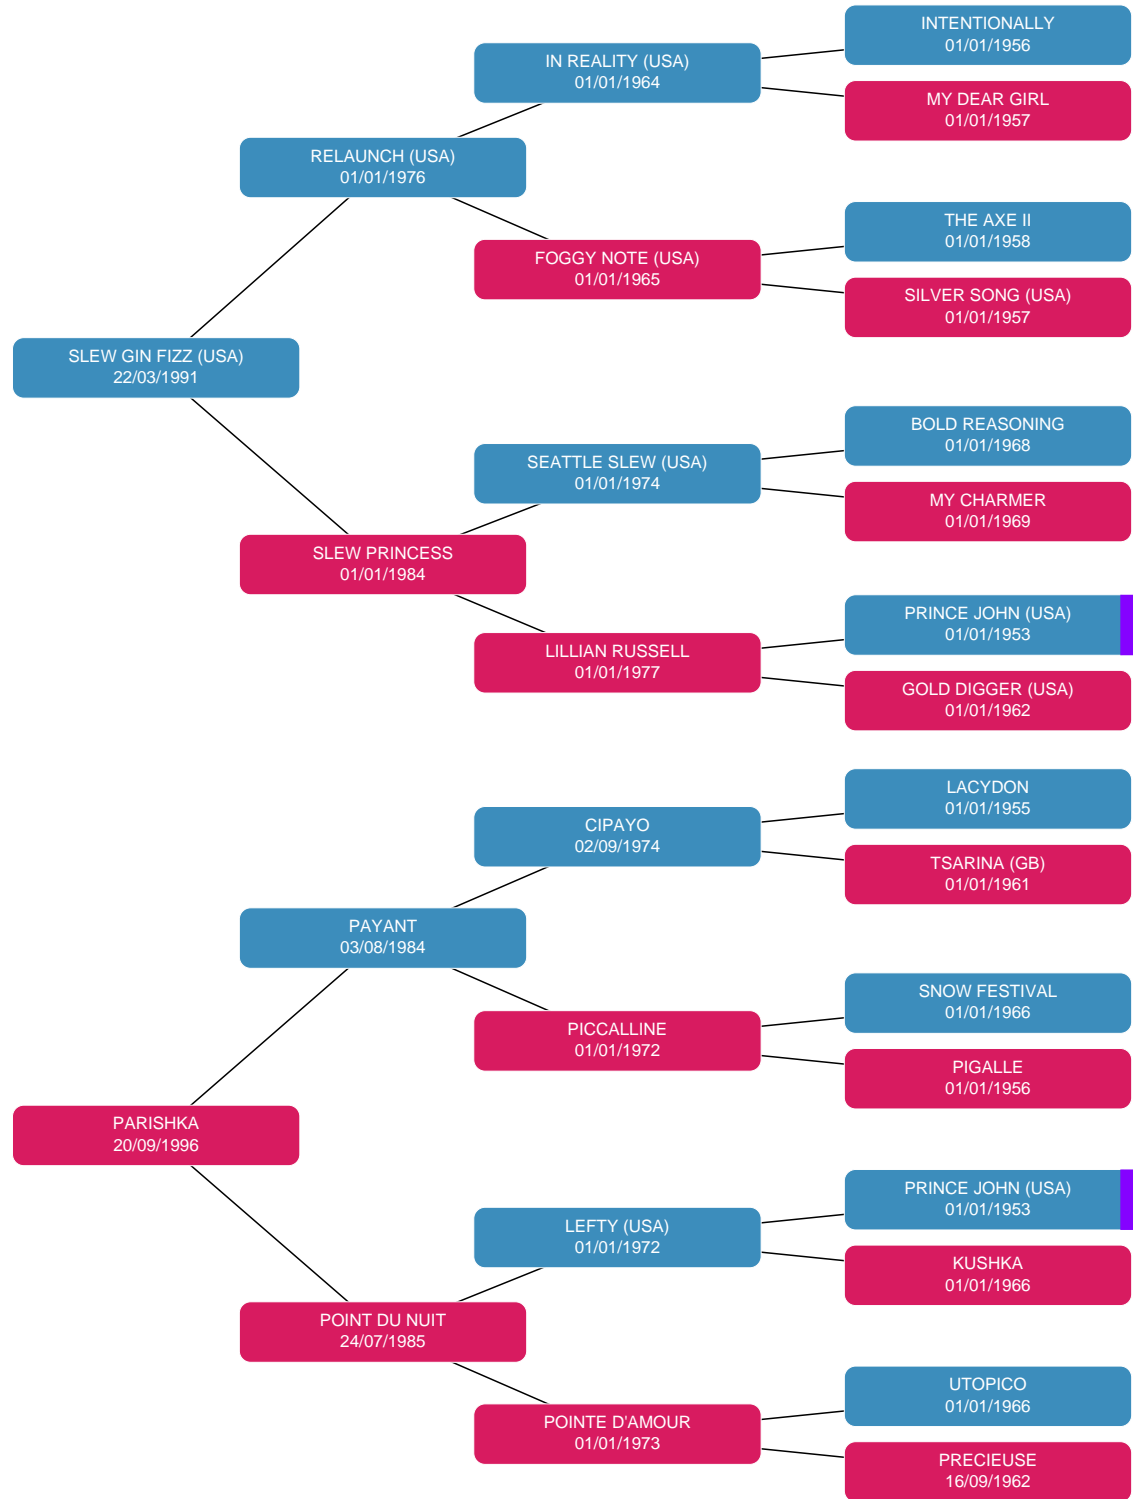 INTENTIONALLY
01/01/1956
IN REALITY (USA)
01/01/1964
MY DEAR GIRL
01/01/1957
RELAUNCH (USA)
01/01/1976
THE AXE II
01/01/1958
FOGGY NOTE (USA)
01/01/1965
SILVER SONG (USA)
01/01/1957
SLEW GIN FIZZ (USA)
22/03/1991
BOLD REASONING
01/01/1968
SEATTLE SLEW (USA)
01/01/1974
MY CHARMER
01/01/1969
SLEW PRINCESS
01/01/1984
PRINCE JOHN (USA)
01/01/1953
LILLIAN RUSSELL
01/01/1977
GOLD DIGGER (USA)
01/01/1962
LACYDON
01/01/1955
CIPAYO
02/09/1974
TSARINA (GB)
01/01/1961
PAYANT
03/08/1984
SNOW FESTIVAL
01/01/1966
PICCALLINE
01/01/1972
PIGALLE
01/01/1956
PARISHKA
20/09/1996
PRINCE JOHN (USA)
01/01/1953
LEFTY (USA)
01/01/1972
KUSHKA
01/01/1966
POINT DU NUIT
24/07/1985
UTOPICO
01/01/1966
POINTE D'AMOUR
01/01/1973
PRECIEUSE
16/09/1962